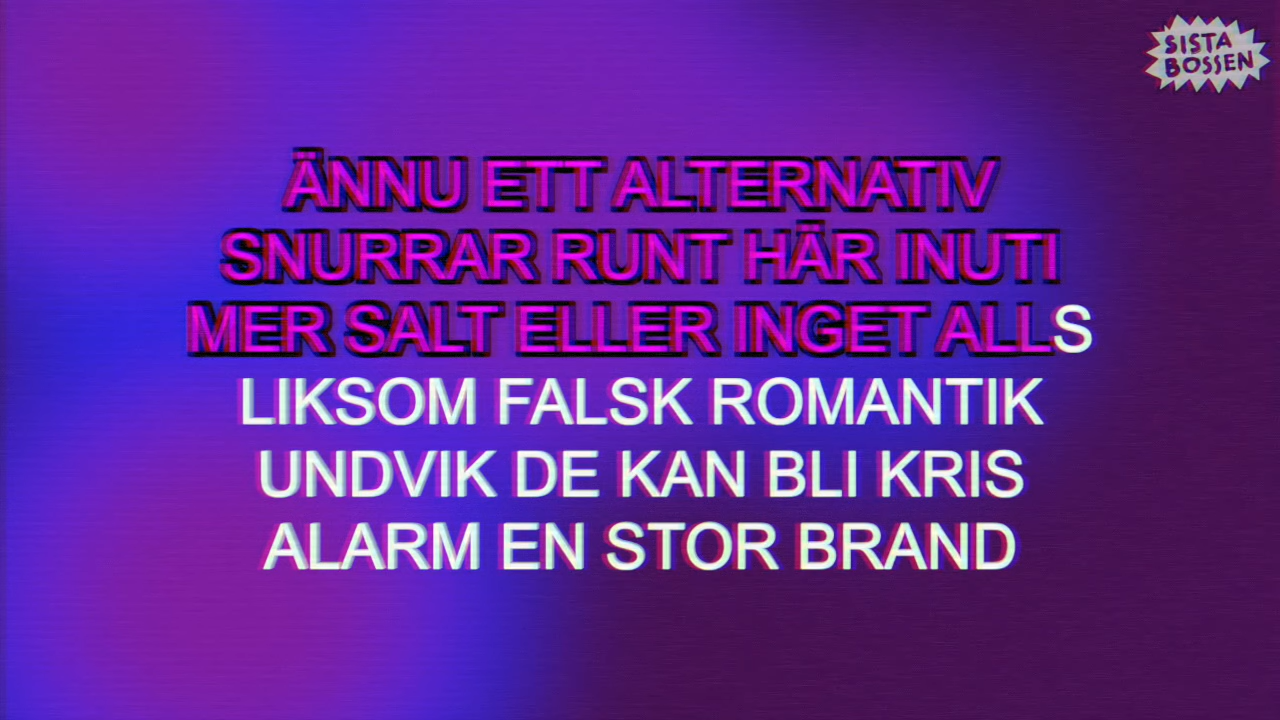 SISTA
BOSSEN
ÄNNU ETT ALTERNATIV
SNURRAR RUNT HÄR INUTI
MER SALT ELLER INGET ALLS
LIKSOM FALSK ROMANTIK
UNDVIK DE KAN BLI KRIS
ALARM EN STOR BRAND